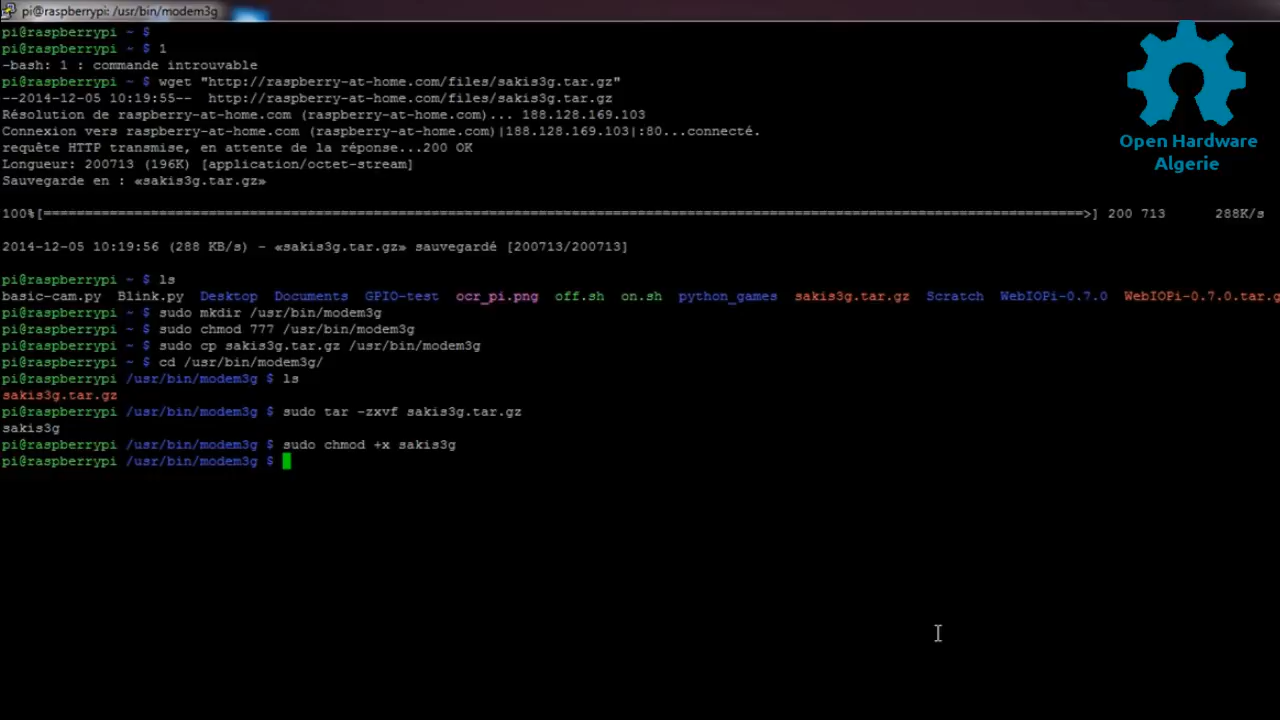 pi@raspberrypi: /usr/bin/modem3g
pi@raspberrypi ~ $
pi@raspberrypi ~ $ 1
-bash: 1 : commande introuvable
pi@raspberrypi ~ $ wget "http://raspberry-at-home.com/files/sakis3g.tar.gz"
--2014-12-05 10:19:55--  http://raspberry-at-home.com/files/sakis3g.tar.gz
Résolution de raspberry-at-home.com (raspberry-at-home.com)... 188.128.169.103
Connexion vers raspberry-at-home.com (raspberry-at-home.com)|188.128.169.103|:80...connecté.
requête HTTP transmise, en attente de la réponse...200 OK
Longueur: 200713 (196K) [application/octet-stream]
Sauvegarde en : «sakis3g.tar.gz»
100%[======================================================================================================================================>] 200 713      288K/s
2014-12-05 10:19:56 (288 KB/s) - «sakis3g.tar.gz» sauvegardé [200713/200713]
pi@raspberrypi ~ $ ls
basic-cam.py  Blink.py  Desktop  Documents  GPIO-test  ocr_pi.png  off.sh  on.sh  python_games  sakis3g.tar.gz  Scratch  WebIOPi-0.7.0  WebIOPi-0.7.0.tar.g
pi@raspberrypi ~ $ sudo mkdir /usr/bin/modem3g
pi@raspberrypi ~ $ sudo chmod 777 /usr/bin/modem3g
pi@raspberrypi ~ $ sudo cp sakis3g.tar.gz /usr/bin/modem3g
pi@raspberrypi ~ $ cd /usr/bin/modem3g/
pi@raspberrypi /usr/bin/modem3g $ ls
sakis3g.tar.gz
pi@raspberrypi /usr/bin/modem3g $ sudo tar -zxvf sakis3g.tar.gz
sakis3g
pi@raspberrypi /usr/bin/modem3g $ sudo chmod +x sakis3g
pi@raspberrypi /usr/bin/modem3g $
Open Hardware
Algerie